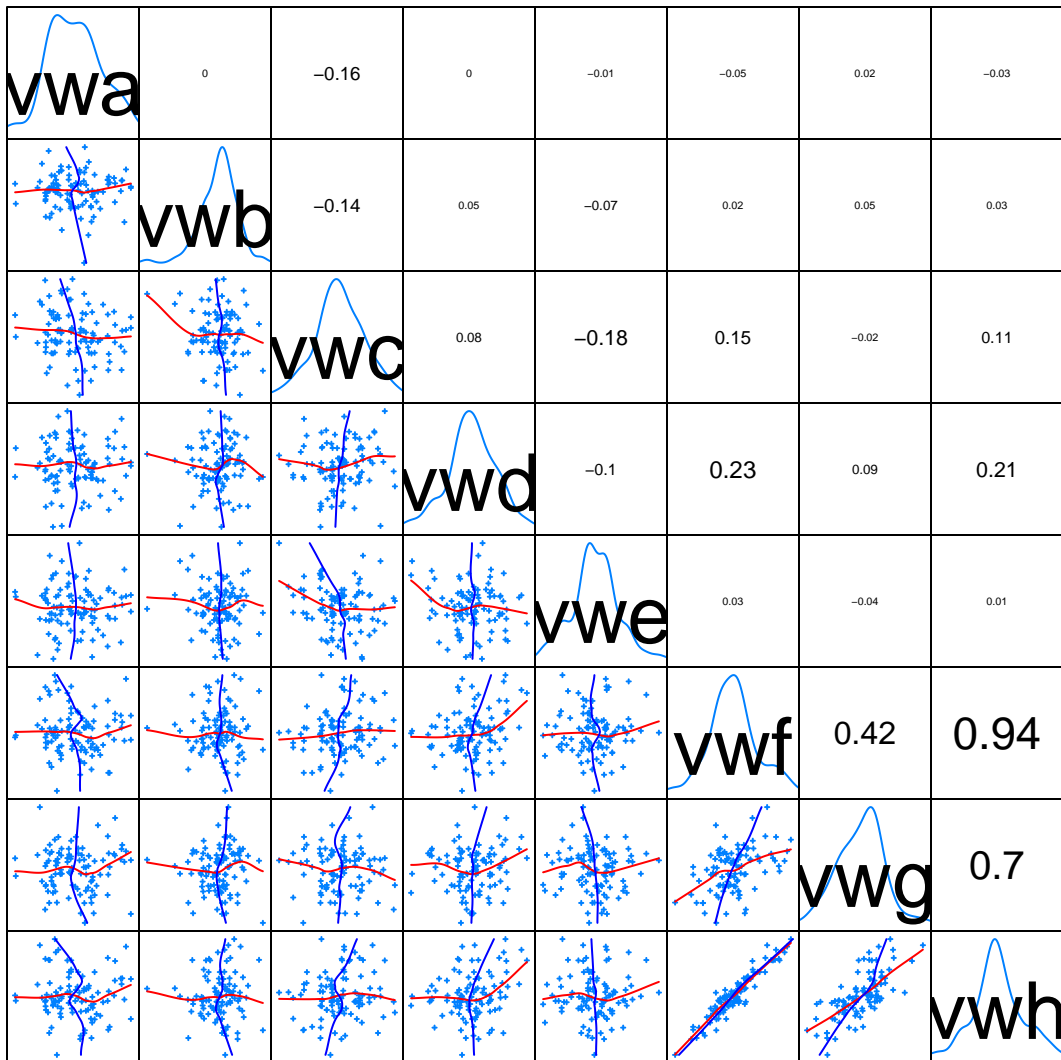 vwa 0 −0.16 0 −0.01 −0.05 0.02 −0.03
vwb −0.14 0.05 −0.07 0.02 0.05 0.03
vwc 0.08 −0.18 0.15 −0.02 0.11
vwd −0.1 0.23 0.09 0.21
vwe 0.03 −0.04 0.01
vwf 0.42 0.94
vwg 0.7
vwh